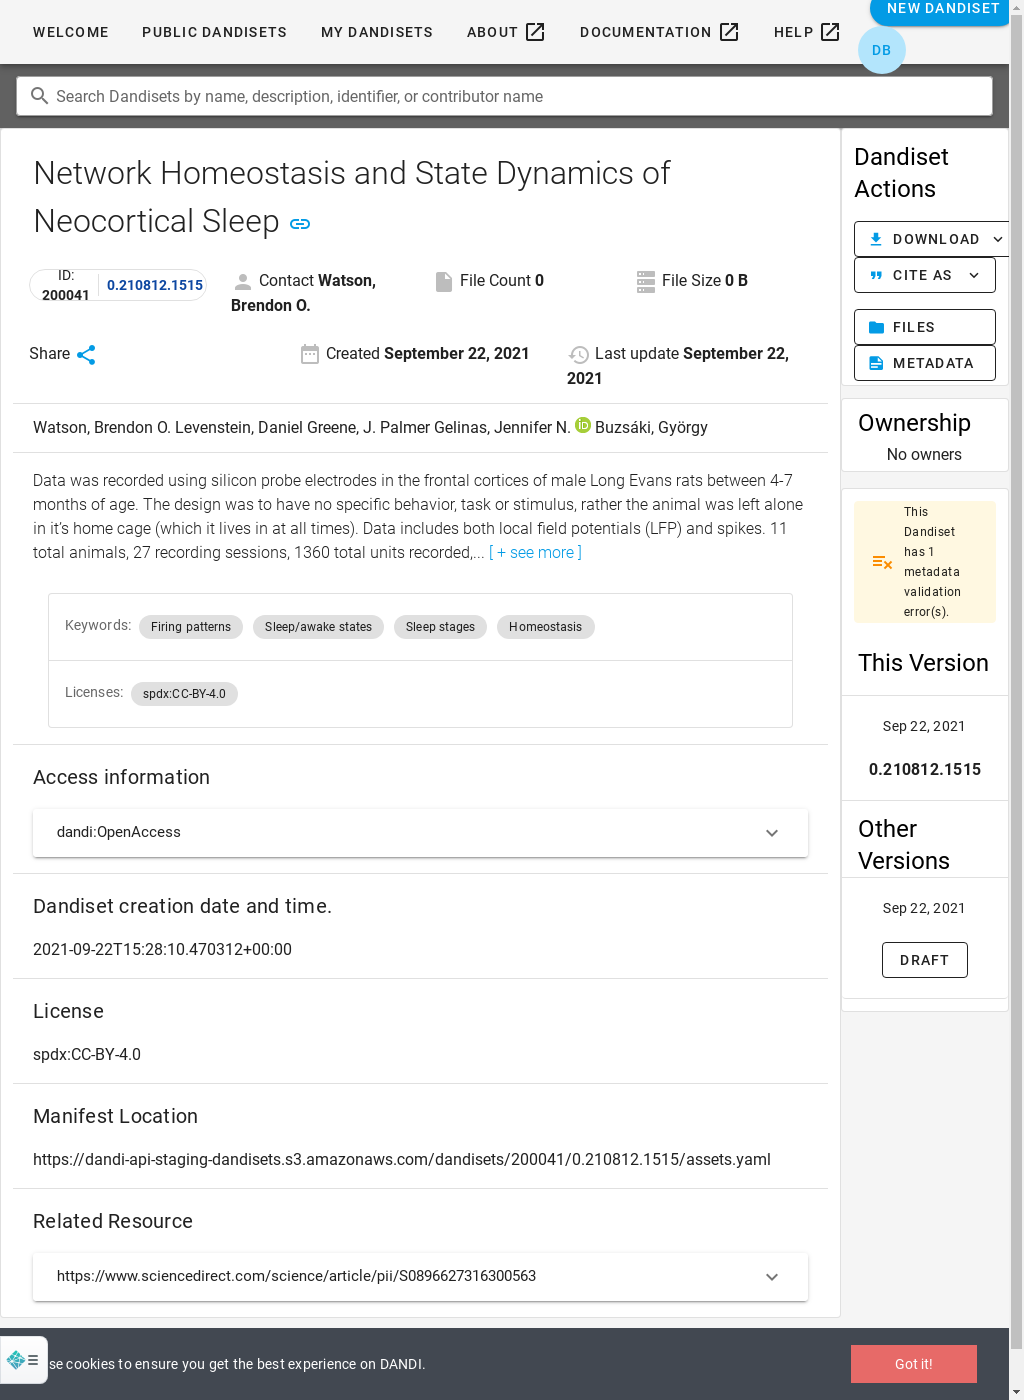 WELCOME PUBLIC DANDISETS MY DANDISETS ABOUT DOCUMENTATION HELP NEW DANDISET
DB
Search Dandisets by name, description, identifier, or contributor name
Network Homeostasis and State Dynamics of
Neocortical Sleep
ID:
200041
0.210812.1515
Contact Watson,
Brendon O.
File Count 0
File Size 0 B
Share
Created September 22, 2021
Last update September 22,
2021
Watson, Brendon O. Levenstein, Daniel Greene, J. Palmer Gelinas, Jennifer N. iD Buzsáki, György
Data was recorded using silicon probe electrodes in the frontal cortices of male Long Evans rats between 4-7
months of age. The design was to have no specific behavior, task or stimulus, rather the animal was left alone
in it’s home cage (which it lives in at all times). Data includes both local field potentials (LFP) and spikes. 11
total animals, 27 recording sessions, 1360 total units recorded,... [ + see more ]
Keywords: Firing patterns Sleep/awake states Sleep stages Homeostasis
Licenses: spdx:CC-BY-4.0
Access information
dandi:OpenAccess
Dandiset creation date and time.
2021-09-22T15:28:10.470312+00:00
License
spdx:CC-BY-4.0
Manifest Location
https://dandi-api-staging-dandisets.s3.amazonaws.com/dandisets/200041/0.210812.1515/assets.yaml
Related Resource
https://www.sciencedirect.com/science/article/pii/S0896627316300563
Dandiset
Actions
DOWNLOAD
CITE AS
FILES
METADATA
Ownership
No owners
This
Dandiset
has 1
metadata
validation
error(s).
This Version
Sep 22, 2021
0.210812.1515
Other
Versions
Sep 22, 2021
DRAFT
se cookies to ensure you get the best experience on DANDI.
Got it!